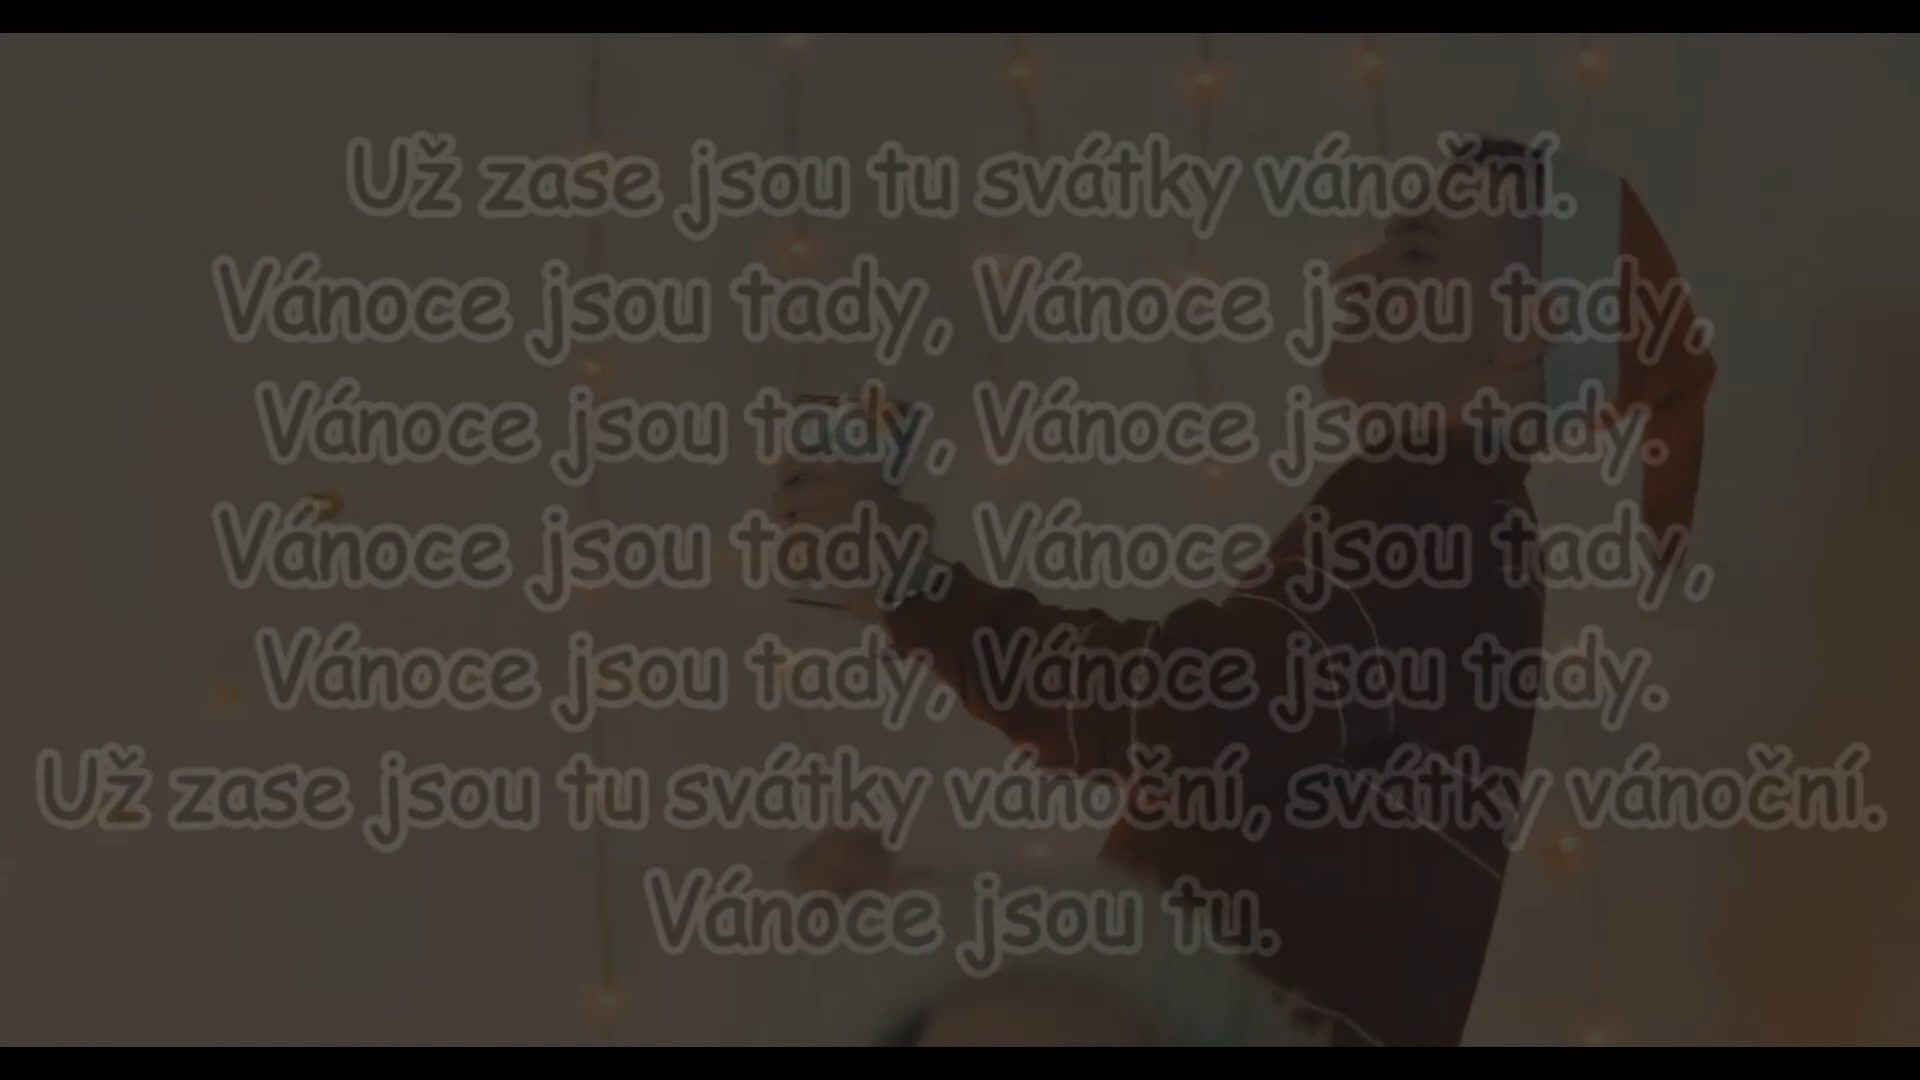 Už zase jsou tu svátky vánoční.
Vánoce jsou tady, Vánoce jsou tady,
Vánoce jsou tady, Vánoce jsou tady.
Vánoce jsou tady, Vánoce jsou tady,
Vánoce jsou tady, Vánoce jsou tady.
Už zase jsou tu svátky vánoční, svátky vánoční.
Vánoce jsou tu.